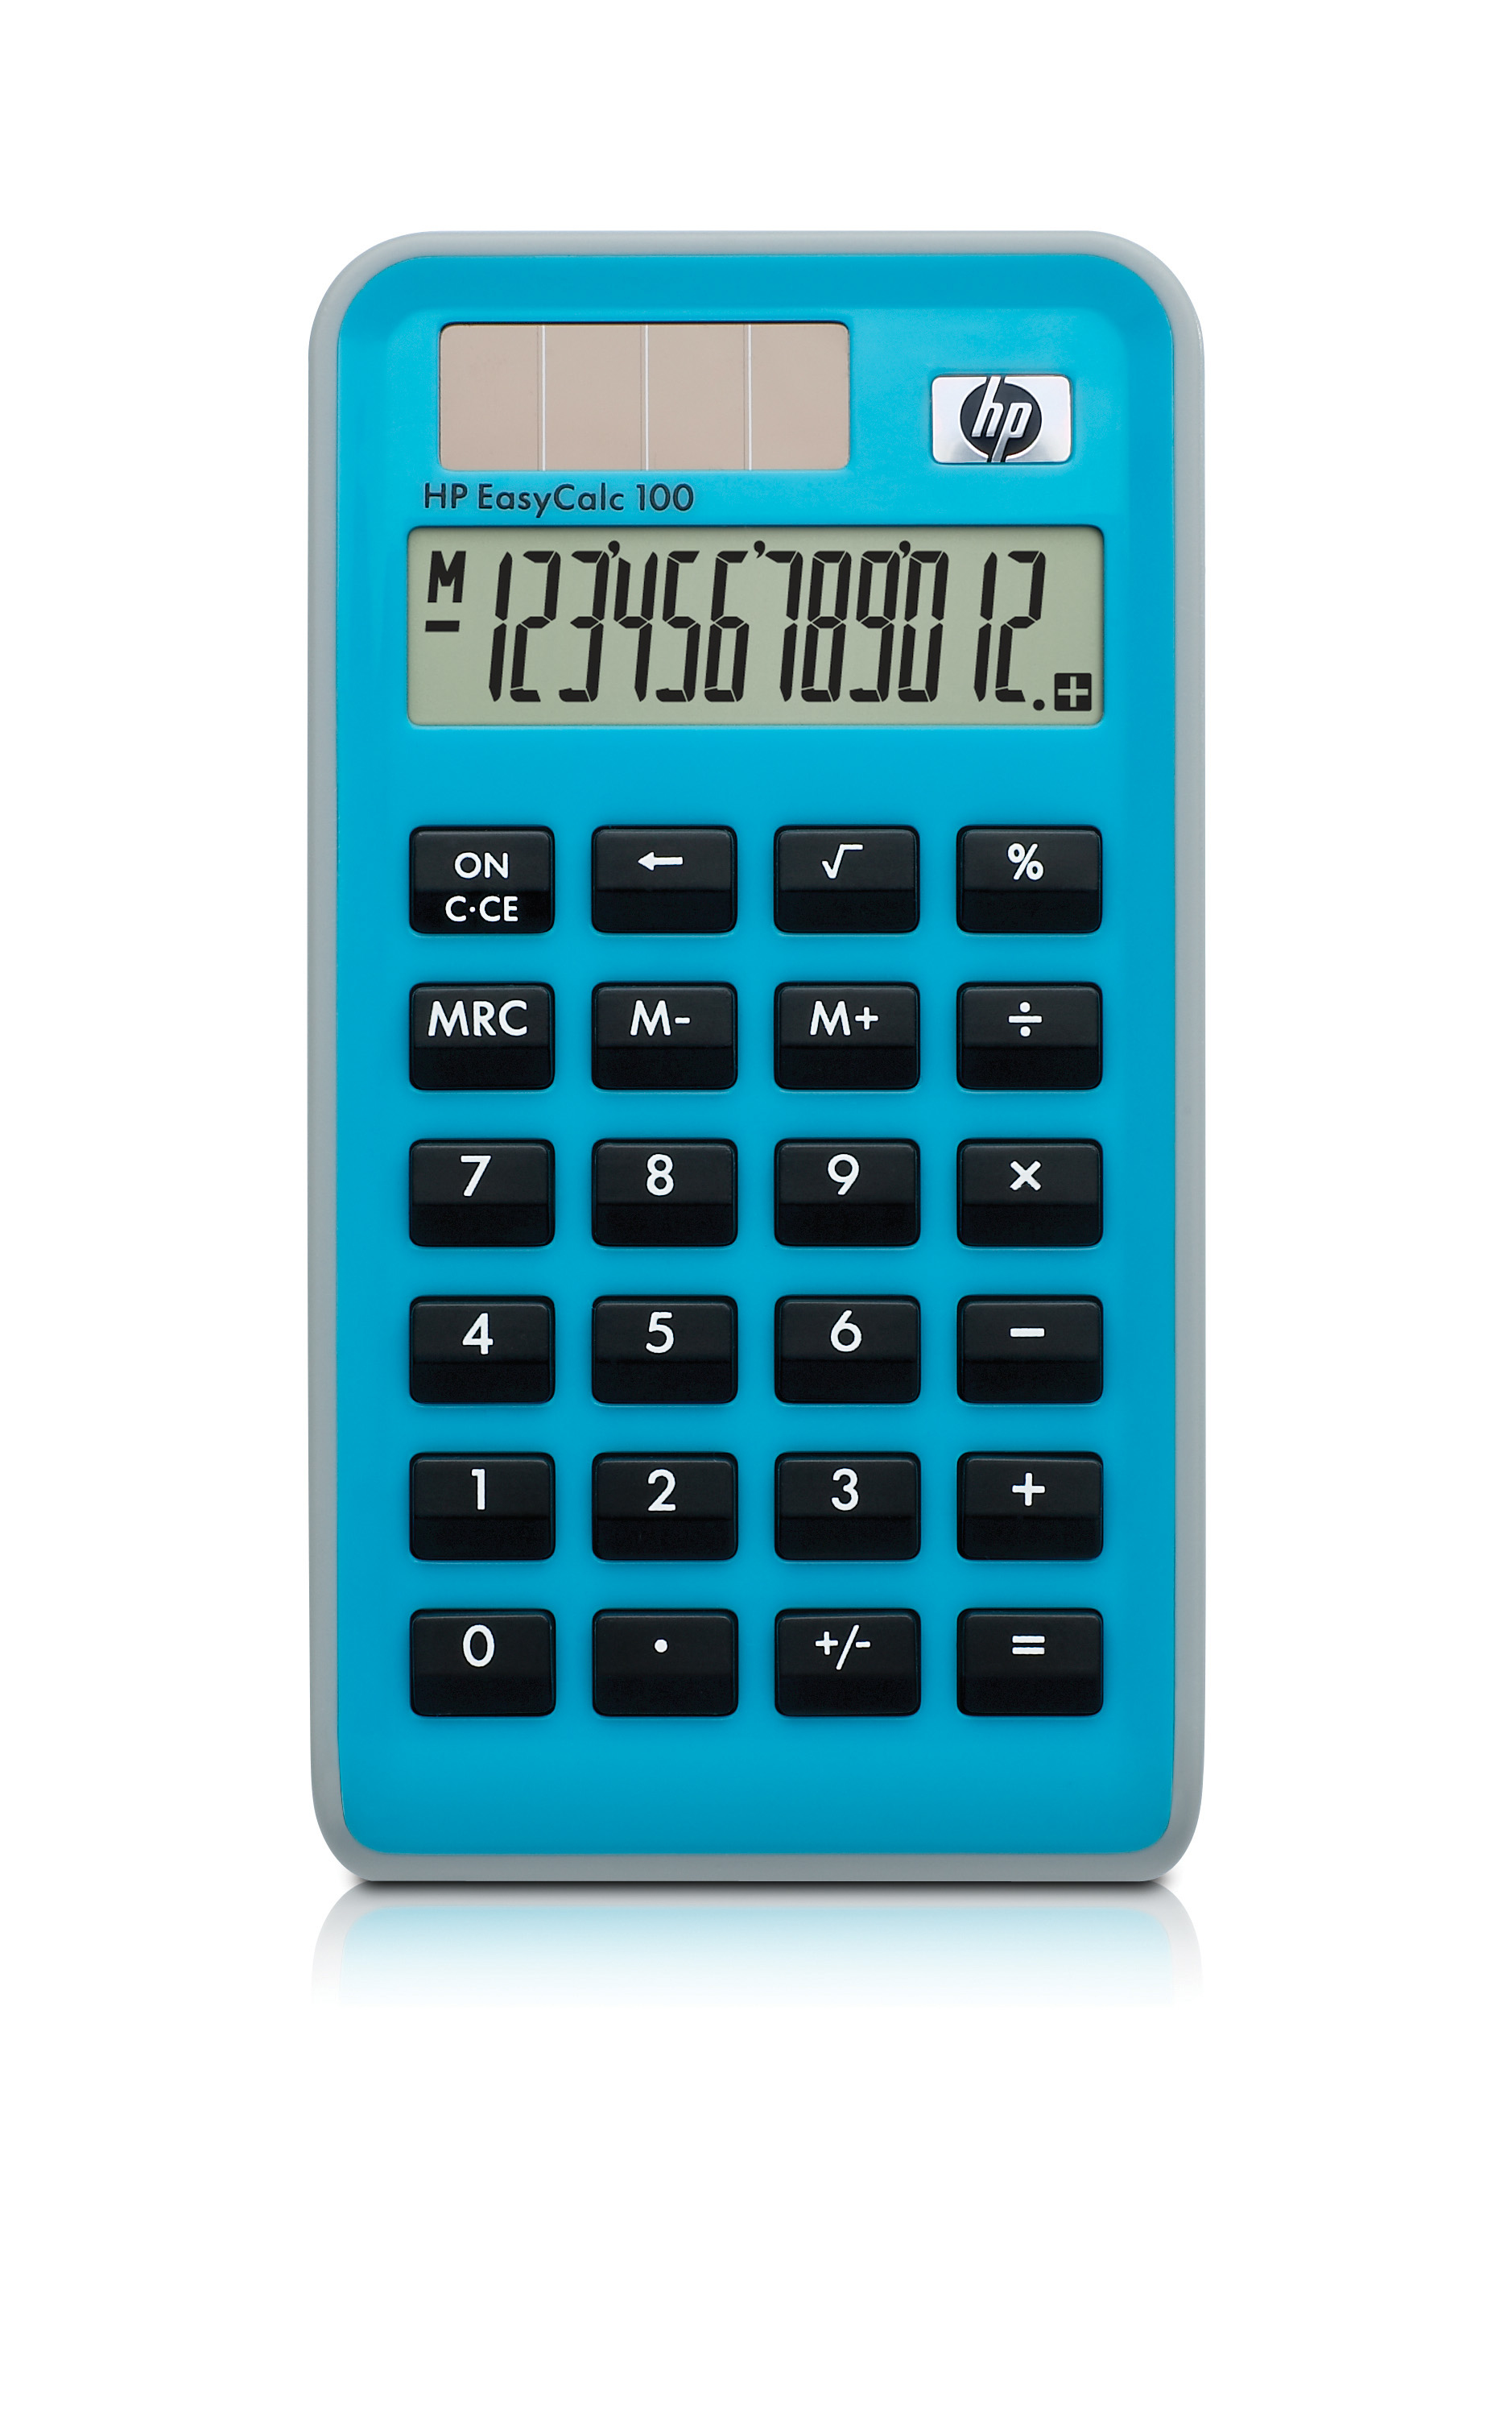 hp
HP EasyCalc 100
M
- 123'456'789'012. +
ON ← √ %
C·CE
MRC M- M+ ÷
7 8 9 ×
4 5 6 −
1 2 3 +
0 · +/- =